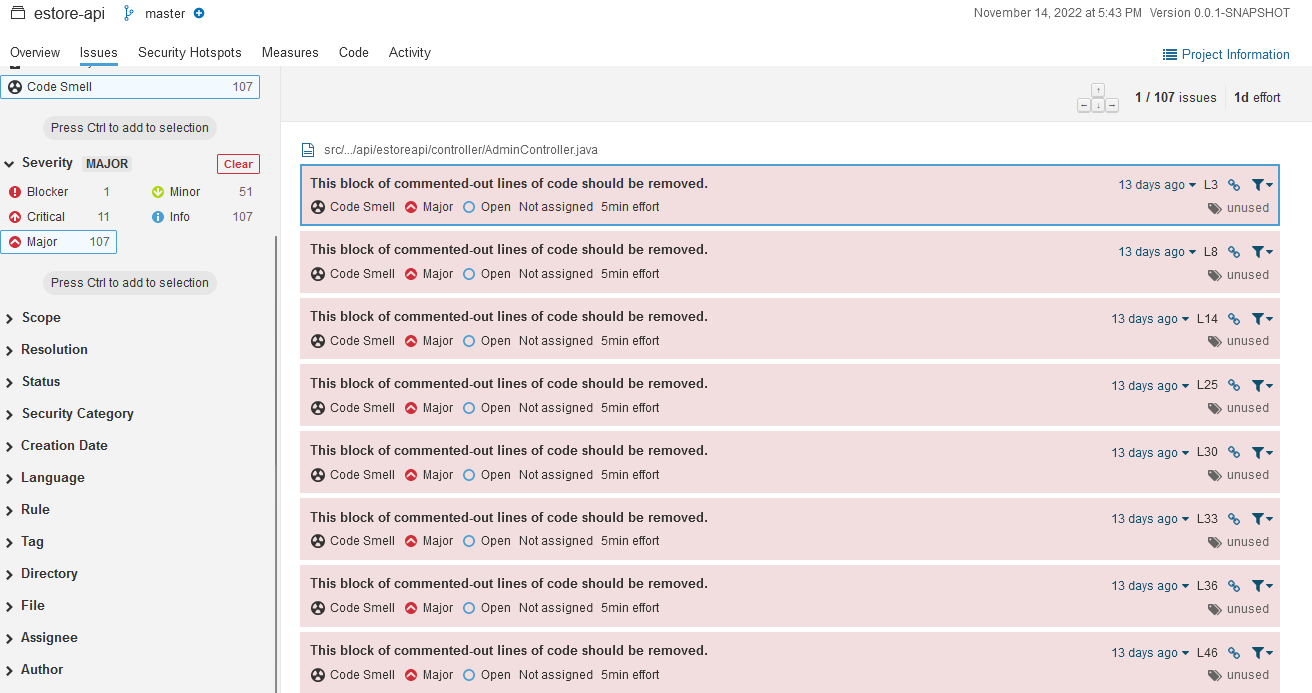 estore-api master November 14, 2022 at 5:43 PM Version 0.0.1-SNAPSHOT
Overview Issues Security Hotspots Measures Code Activity Project Information
Code Smell 107
Press Ctrl to add to selection
Severity MAJOR Clear
Blocker 1 Minor 51
Critical 11 Info 107
Major 107
Press Ctrl to add to selection
Scope
Resolution
Status
Security Category
Creation Date
Language
Rule
Tag
Directory
File
Assignee
Author
1 / 107 issues 1d effort
src/.../api/estoreapi/controller/AdminController.java
This block of commented-out lines of code should be removed. 13 days ago L3
Code Smell Major Open Not assigned 5min effort unused
This block of commented-out lines of code should be removed. 13 days ago L8
Code Smell Major Open Not assigned 5min effort unused
This block of commented-out lines of code should be removed. 13 days ago L14
Code Smell Major Open Not assigned 5min effort unused
This block of commented-out lines of code should be removed. 13 days ago L25
Code Smell Major Open Not assigned 5min effort unused
This block of commented-out lines of code should be removed. 13 days ago L30
Code Smell Major Open Not assigned 5min effort unused
This block of commented-out lines of code should be removed. 13 days ago L33
Code Smell Major Open Not assigned 5min effort unused
This block of commented-out lines of code should be removed. 13 days ago L36
Code Smell Major Open Not assigned 5min effort unused
This block of commented-out lines of code should be removed. 13 days ago L46
Code Smell Major Open Not assigned 5min effort unused